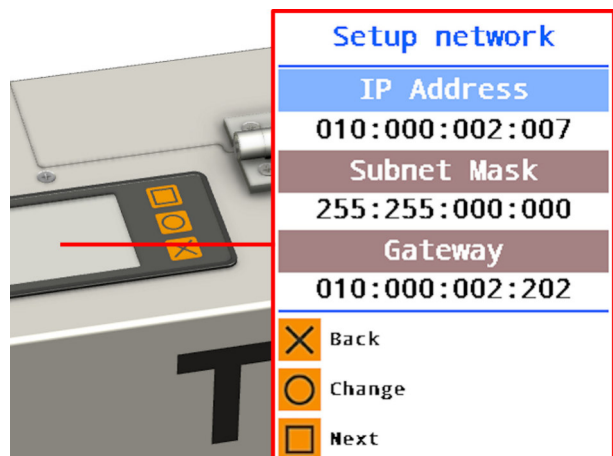 Setup network
IP Address
010:000:002:007
Subnet Mask
255:255:000:000
Gateway
010:000:002:202
Back
Change
Next
T